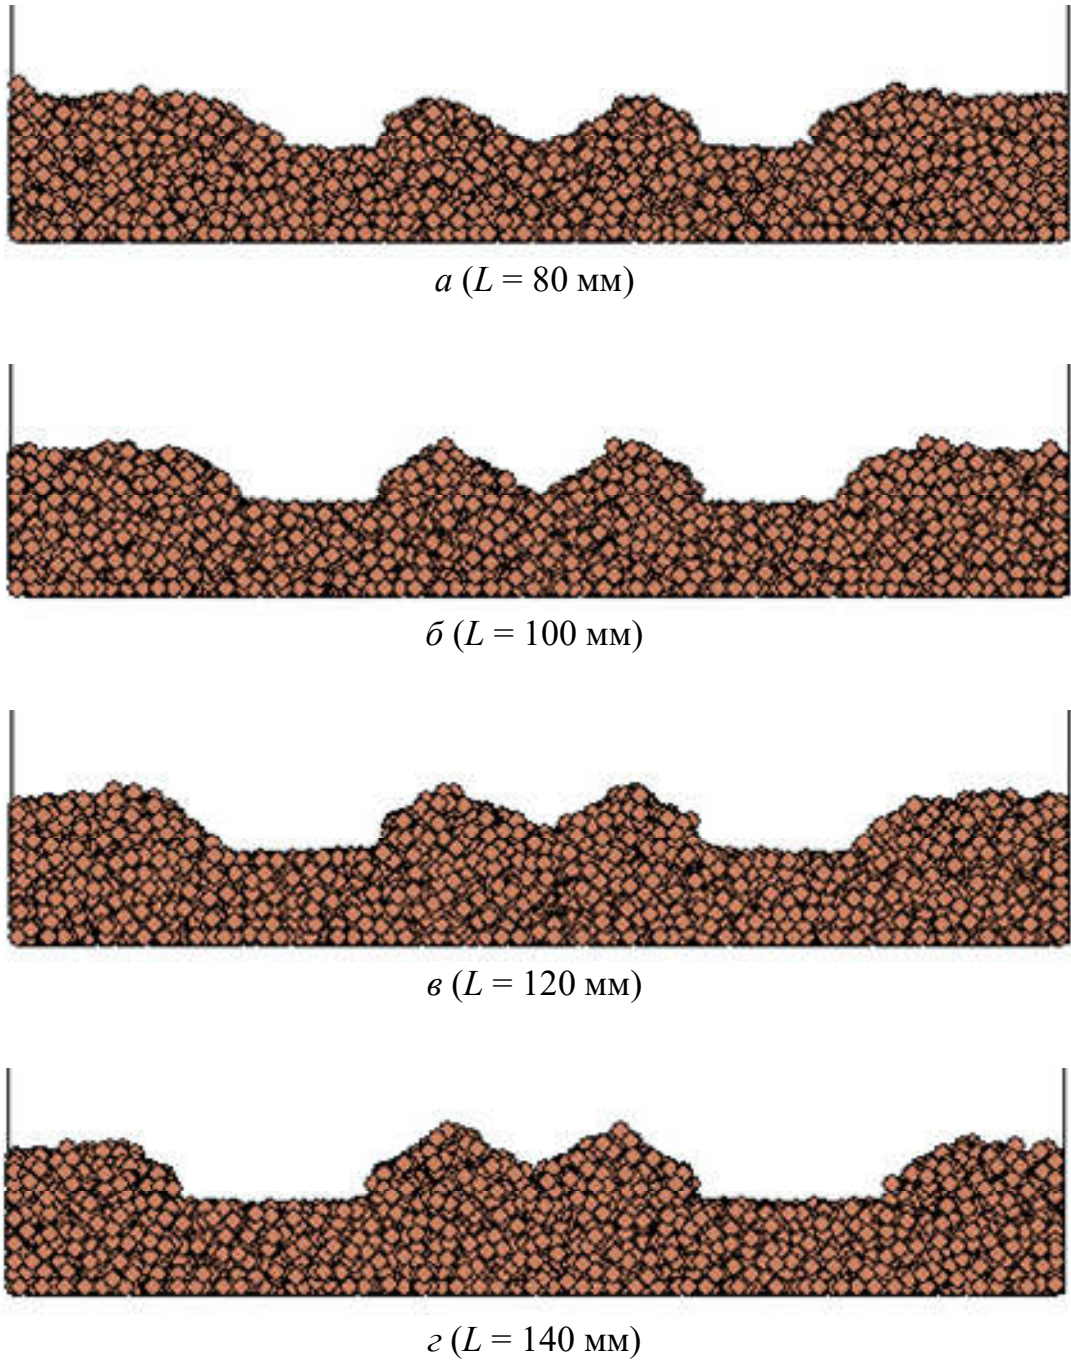 а (L = 80 мм)
б (L = 100 мм)
в (L = 120 мм)
г (L = 140 мм)